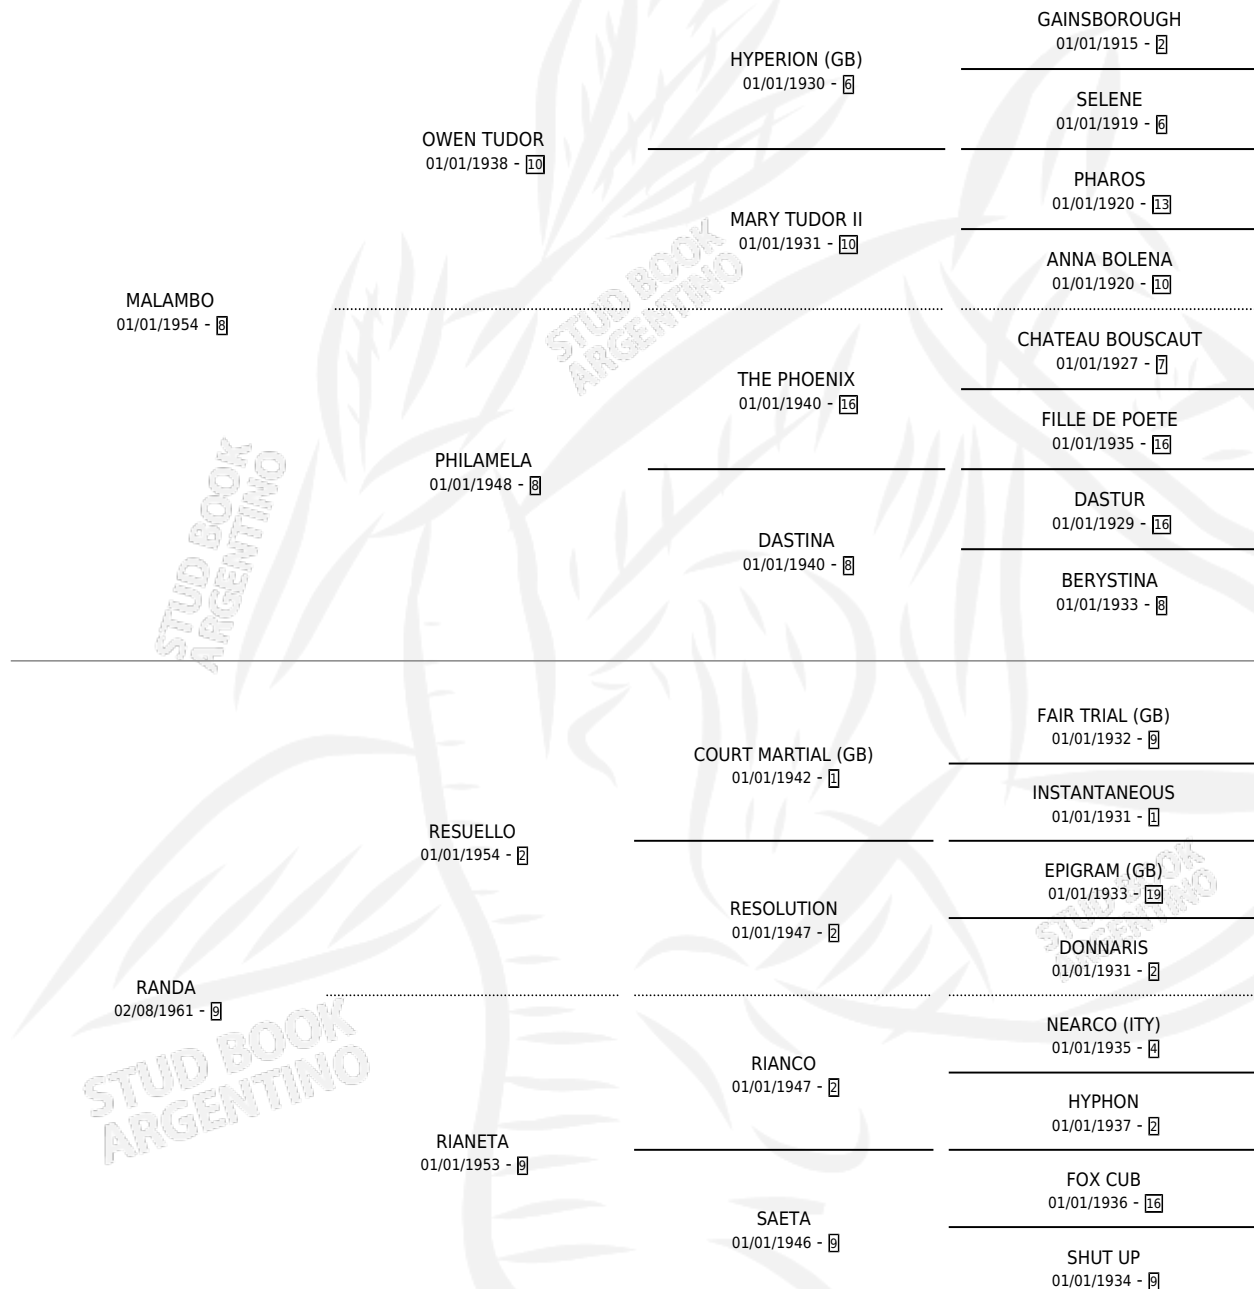 GAINSBOROUGH
01/01/1915 - 2
HYPERION (GB)
01/01/1930 - 6
SELENE
01/01/1919 - 6
OWEN TUDOR
01/01/1938 - 10
PHAROS
01/01/1920 - 13
MARY TUDOR II
01/01/1931 - 10
ANNA BOLENA
01/01/1920 - 10
MALAMBO
01/01/1954 - 8
CHATEAU BOUSCAUT
01/01/1927 - 7
THE PHOENIX
01/01/1940 - 16
FILLE DE POETE
01/01/1935 - 16
PHILAMELA
01/01/1948 - 8
DASTUR
01/01/1929 - 16
DASTINA
01/01/1940 - 8
BERYSTINA
01/01/1933 - 8
FAIR TRIAL (GB)
01/01/1932 - 9
COURT MARTIAL (GB)
01/01/1942 - 1
INSTANTANEOUS
01/01/1931 - 1
RESUELLO
01/01/1954 - 2
EPIGRAM (GB)
01/01/1933 - 19
RESOLUTION
01/01/1947 - 2
DONNARIS
01/01/1931 - 2
RANDA
02/08/1961 - 9
NEARCO (ITY)
01/01/1935 - 4
RIANCO
01/01/1947 - 2
HYPHON
01/01/1937 - 2
RIANETA
01/01/1953 - 9
FOX CUB
01/01/1936 - 16
SAETA
01/01/1946 - 9
SHUT UP
01/01/1934 - 9
STUD BOOK
ARGENTINO
STUD BOOK
ARGENTINO
STUD BOOK
ARGENTINO
STUD BOOK
ARGENTINO